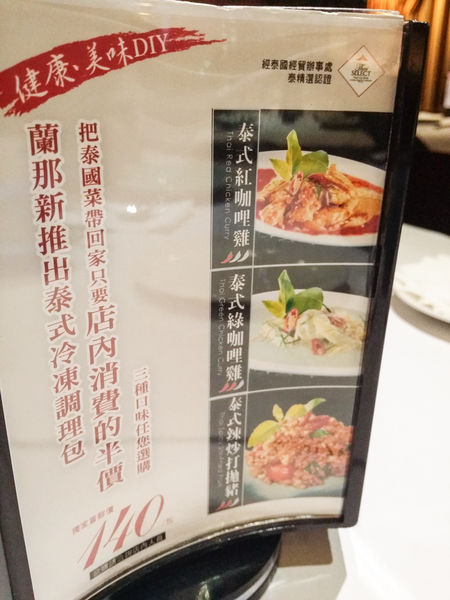 健康、美味DIY
經泰國經貿辦事處
泰精選認證
Thai
SELECT
蘭那新推出泰式冷凍調理包
把泰國菜帶回家只要店內消費的半價
三種口味任您選購
泰式紅咖哩雞
Thai Red Chicken Curry
泰式綠咖哩雞
Thai Green Chicken Curry
泰式辣炒打拋豬
140